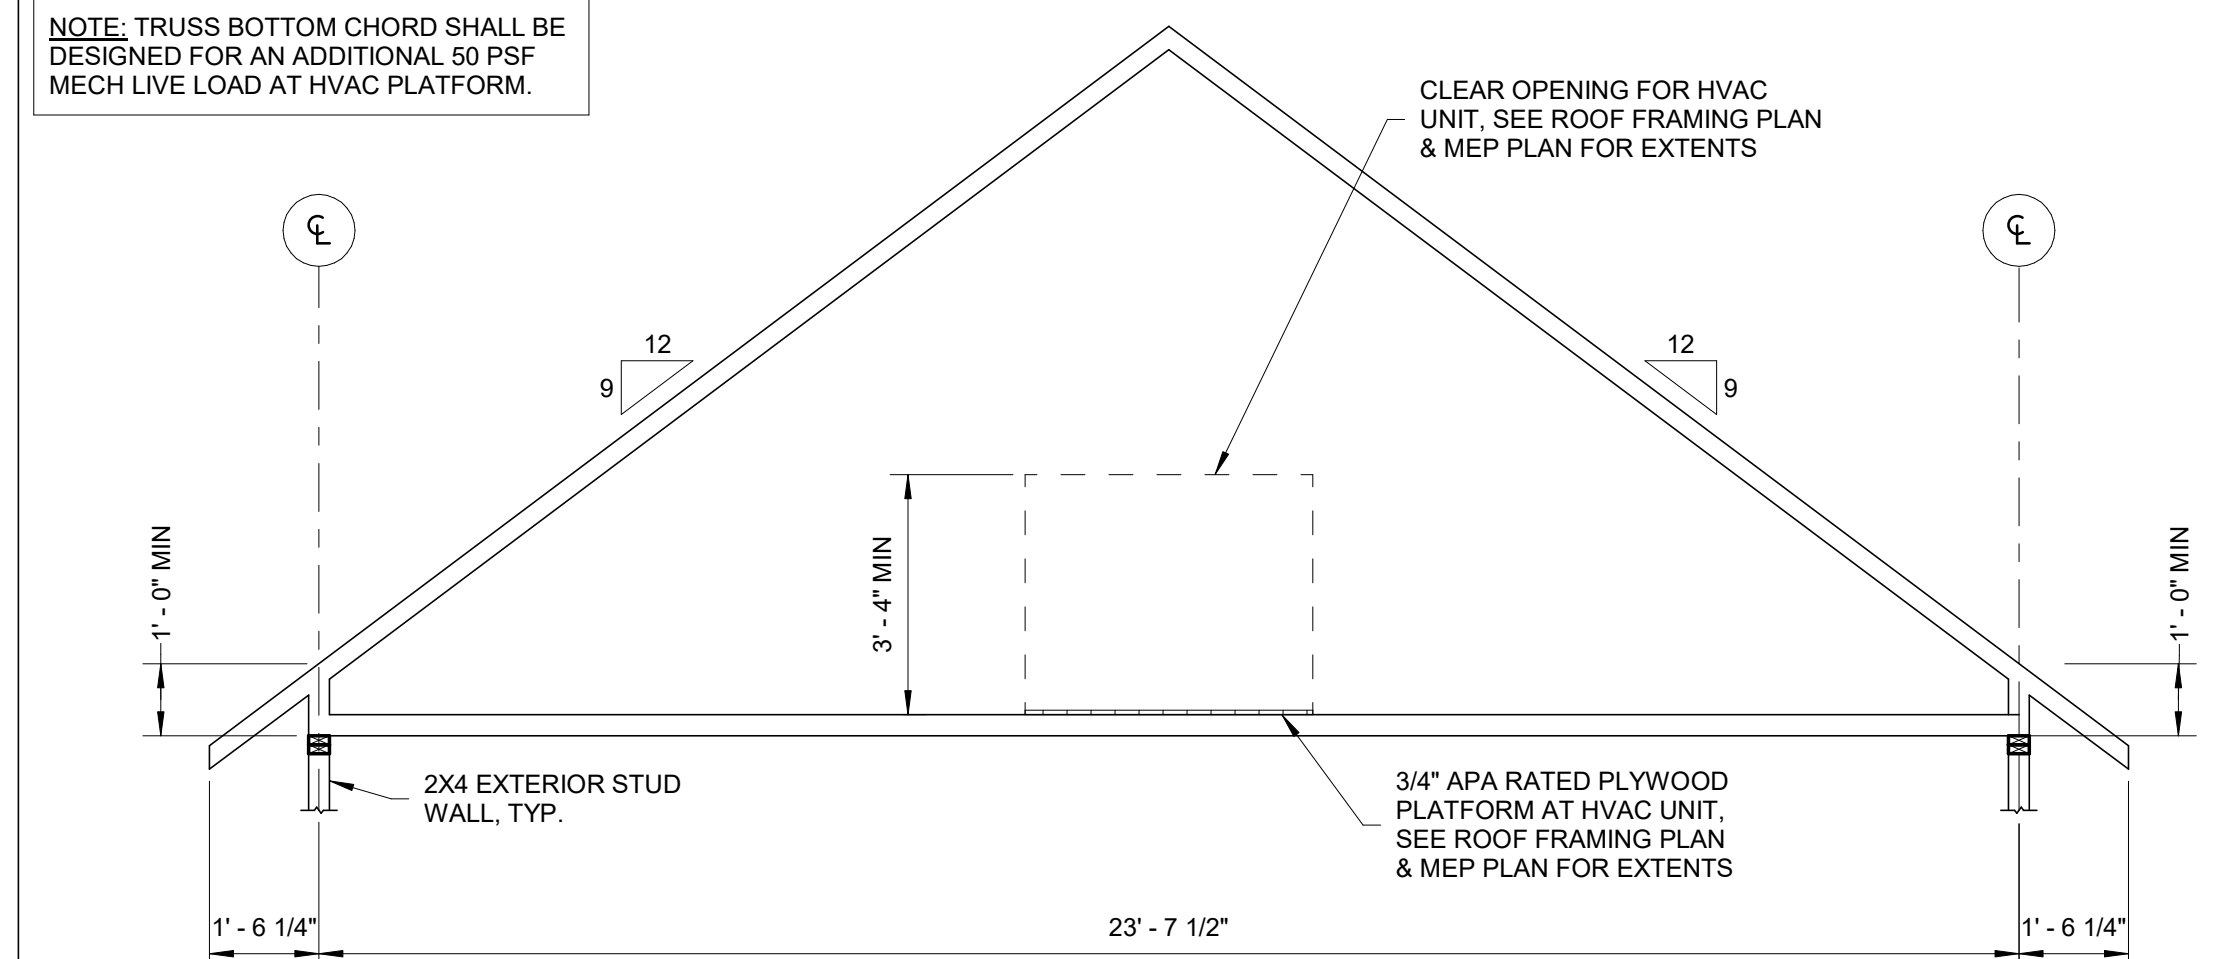 NOTE: TRUSS BOTTOM CHORD SHALL BE
DESIGNED FOR AN ADDITIONAL 50 PSF
MECH LIVE LOAD AT HVAC PLATFORM.
CLEAR OPENING FOR HVAC
UNIT, SEE ROOF FRAMING PLAN
& MEP PLAN FOR EXTENTS
℄
℄
12
9
12
9
1' - 0" MIN
3' - 4" MIN
1' - 0" MIN
2X4 EXTERIOR STUD
WALL, TYP.
3/4" APA RATED PLYWOOD
PLATFORM AT HVAC UNIT,
SEE ROOF FRAMING PLAN
& MEP PLAN FOR EXTENTS
1' - 6 1/4"
23' - 7 1/2"
1' - 6 1/4"